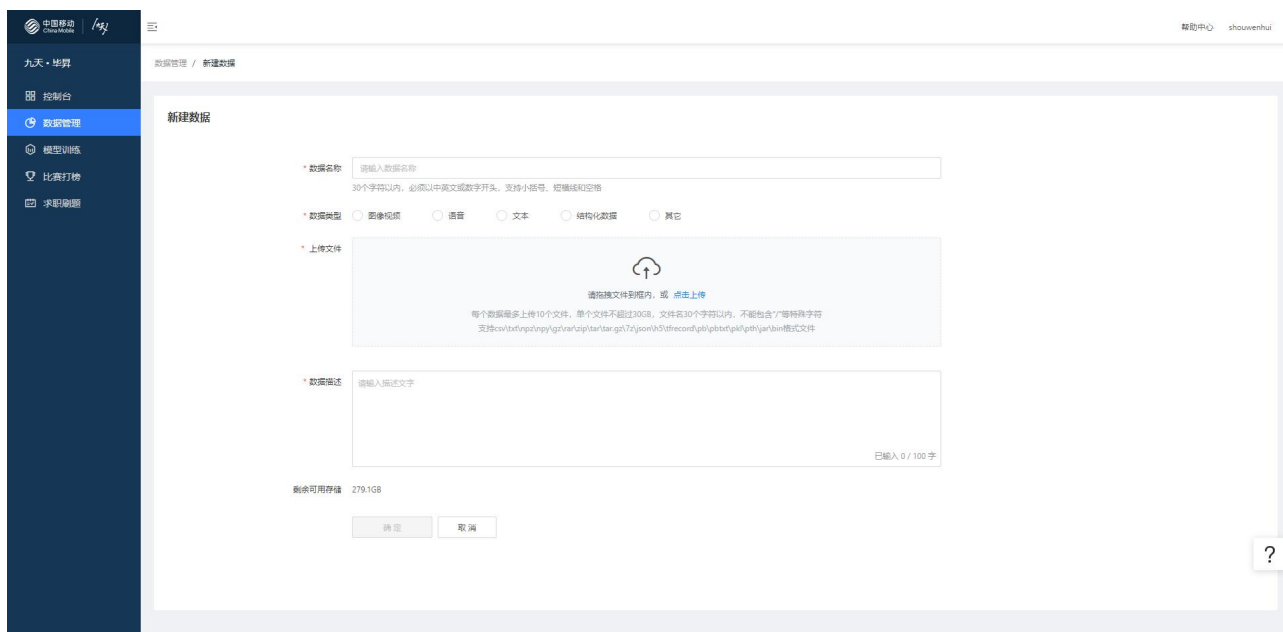 中国移动
China Mobile
帮助中心 shouwenhui
九天·毕昇
数据管理 / 新建数据
控制台
数据管理
模型训练
比赛打榜
求职刷题
新建数据
* 数据名称 请输入数据名称
30个字符以内，必须以中英文或数字开头、支持小括号、短横线和空格
* 数据类型 图像视频 语音 文本 结构化数据 其它
* 上传文件
请拖拽文件到框内，或 点击上传
每个数据最多上传10个文件，单个文件不超过30GB，文件名30个字符以内，不能包含“/”等特殊字符
支持csv\txt\npz\npy\gz\rar\zip\tar\tar.gz\7z\json\h5\tfrecord\pb\pbtxt\pkl\pth\jar\bin格式文件
* 数据描述 请输入描述文字
已输入 0 / 100 字
剩余可用存储 279.1GB
确 定 取 消
?